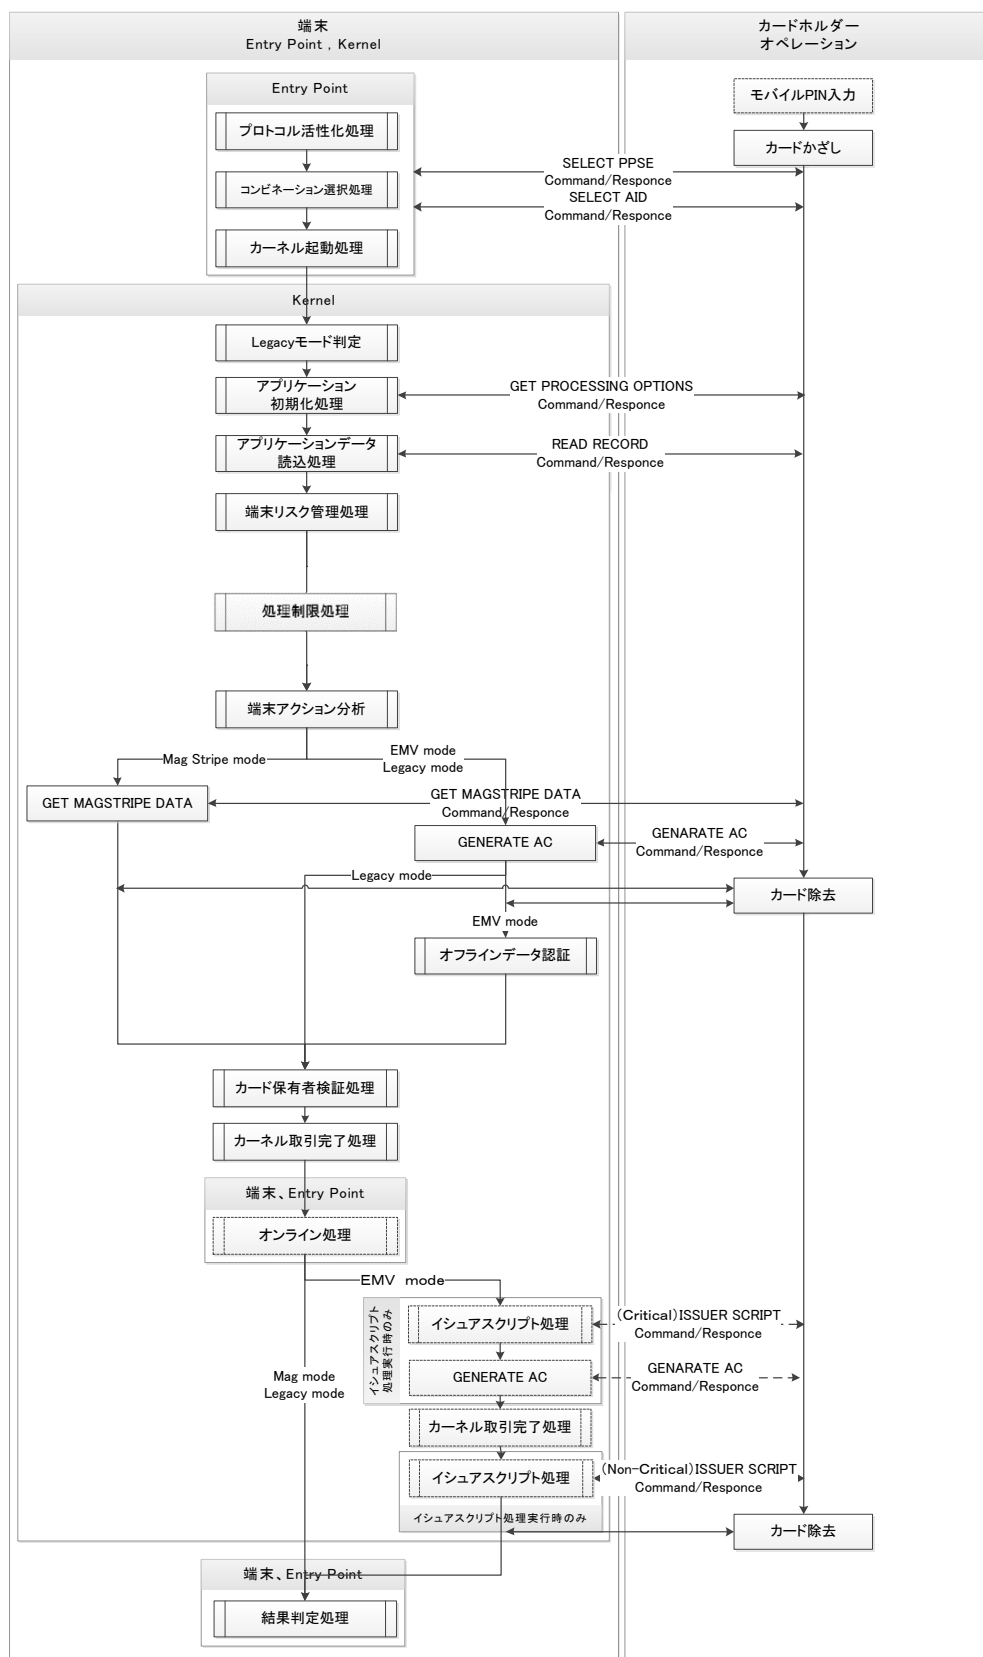 端末
Entry Point , Kernel
カードホルダー
オペレーション
Entry Point
モバイルPIN入力
プロトコル活性化処理
カードかざし
SELECT PPSE
Command/Responce
コンビネーション選択処理
SELECT AID
Command/Responce
カーネル起動処理
Kernel
Legacyモード判定
アプリケーション
初期化処理
GET PROCESSING OPTIONS
Command/Responce
アプリケーションデータ
読込処理
READ RECORD
Command/Responce
端末リスク管理処理
処理制限処理
端末アクション分析
Mag Stripe mode
EMV mode
Legacy mode
GET MAGSTRIPE DATA
GET MAGSTRIPE DATA
Command/Responce
GENERATE AC
GENARATE AC
Command/Responce
Legacy mode
カード除去
EMV mode
オフラインデータ認証
カード保有者検証処理
カーネル取引完了処理
端末、Entry Point
オンライン処理
EMV mode
イシュアスクリプト
処理実行時のみ
イシュアスクリプト処理
(Critical)ISSUER SCRIPT
Command/Responce
Mag mode
Legacy mode
GENERATE AC
GENARATE AC
Command/Responce
カーネル取引完了処理
イシュアスクリプト処理
(Non-Critical)ISSUER SCRIPT
Command/Responce
イシュアスクリプト処理実行時のみ
カード除去
端末、Entry Point
結果判定処理